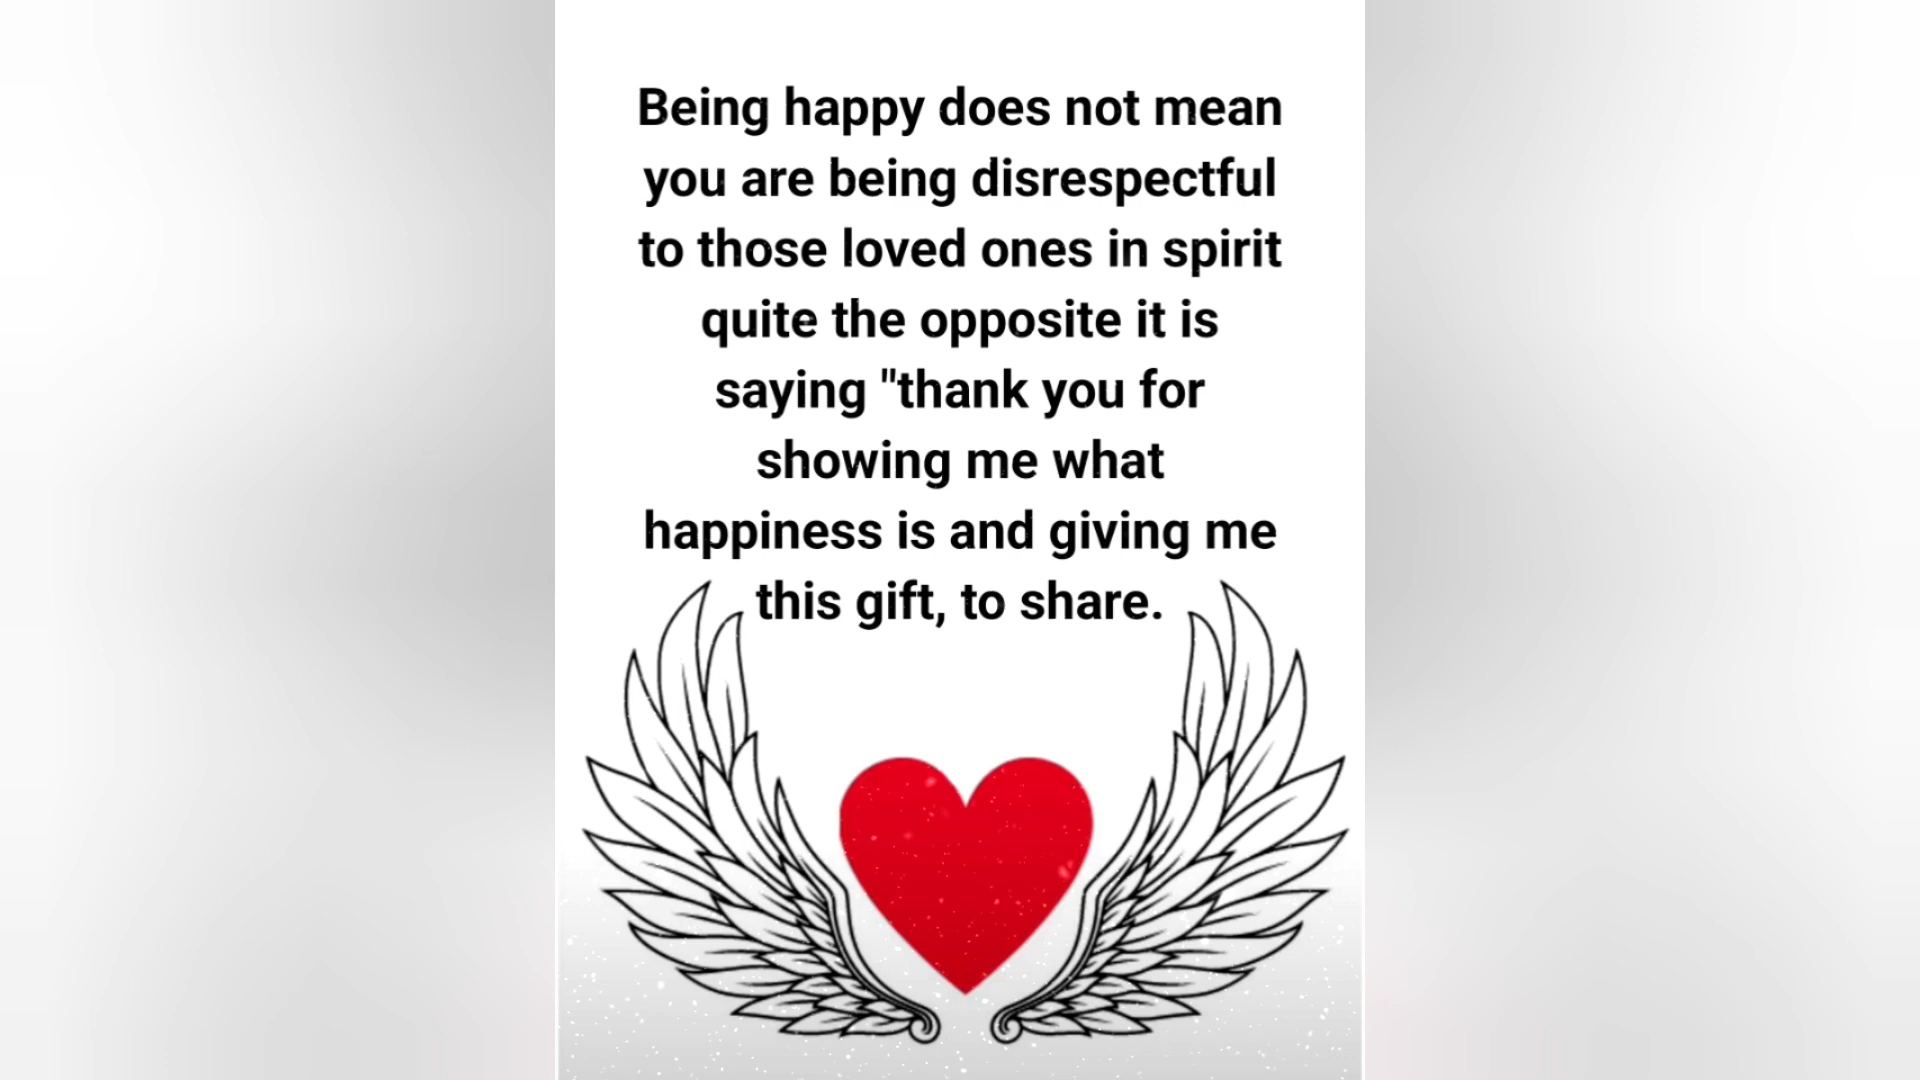 Being happy does not mean
you are being disrespectful
to those loved ones in spirit
quite the opposite it is
saying "thank you for
showing me what
happiness is and giving me
this gift, to share.